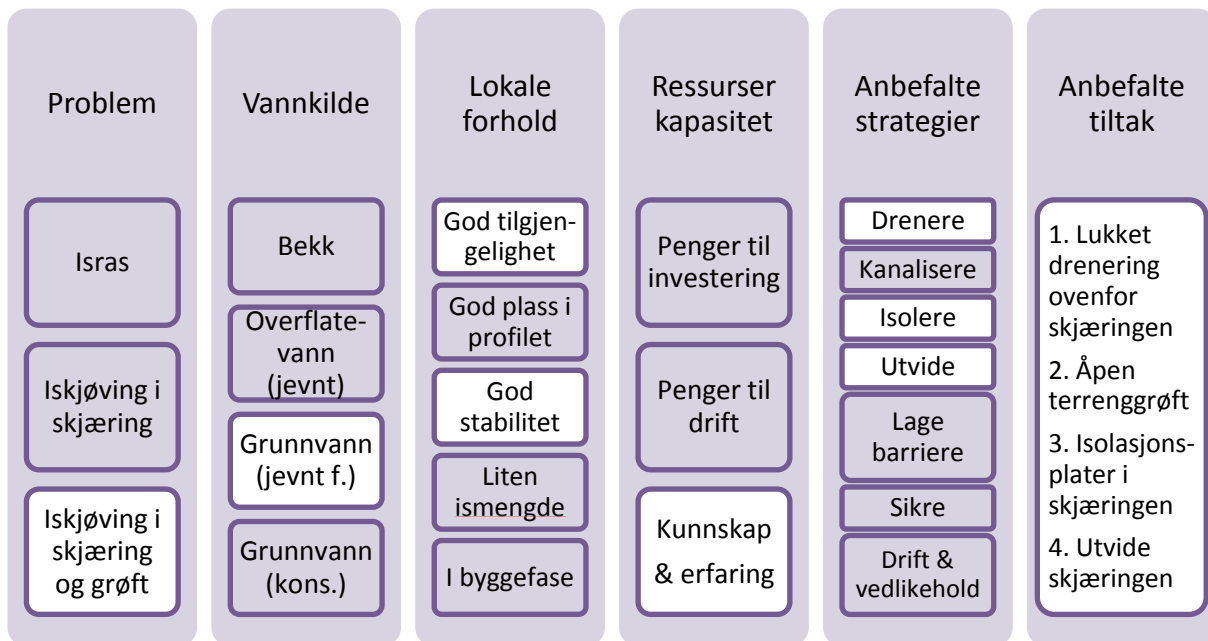 Problem
Isras
Iskjøving i
skjæring
Iskjøving i
skjæring
og grøft
Vannkilde
Bekk
Overflate-
vann
(jevnt)
Grunnvann
(jevnt f.)
Grunnvann
(kons.)
Lokale
forhold
God tilgjen-
gelighet
God plass i
profilet
God
stabilitet
Liten
ismengde
I byggefase
Ressurser
kapasitet
Penger til
investering
Penger til
drift
Kunnskap
& erfaring
Anbefalte
strategier
Drenere
Kanalisere
Isolere
Utvide
Lage
barriere
Sikre
Drift &
vedlikehold
Anbefalte
tiltak
1. Lukket
drenering
ovenfor
skjæringen
2. Åpen
terrenggrøft
3. Isolasjons-
plater i
skjæringen
4. Utvide
skjæringen